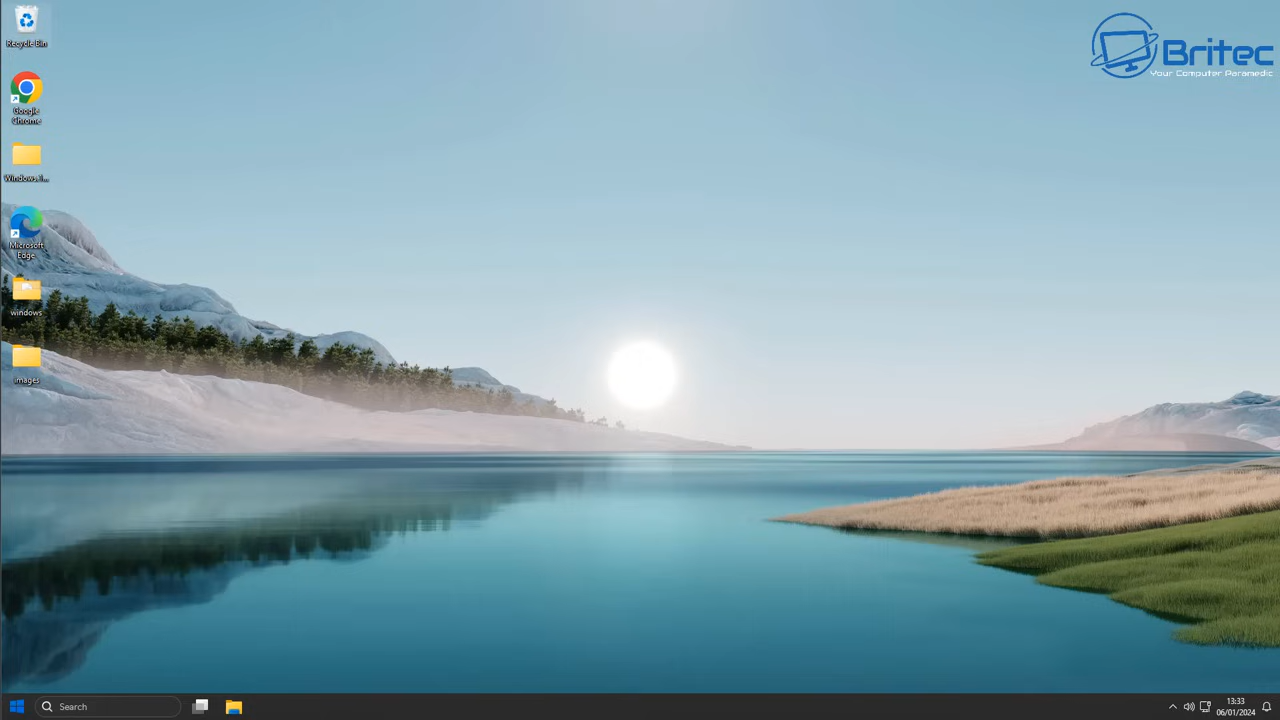 Recycle Bin
Britec
Your Computer Paramedic
Google
Chrome
Windows.I...
Microsoft
Edge
windows
images
Search
13:33
06/01/2024